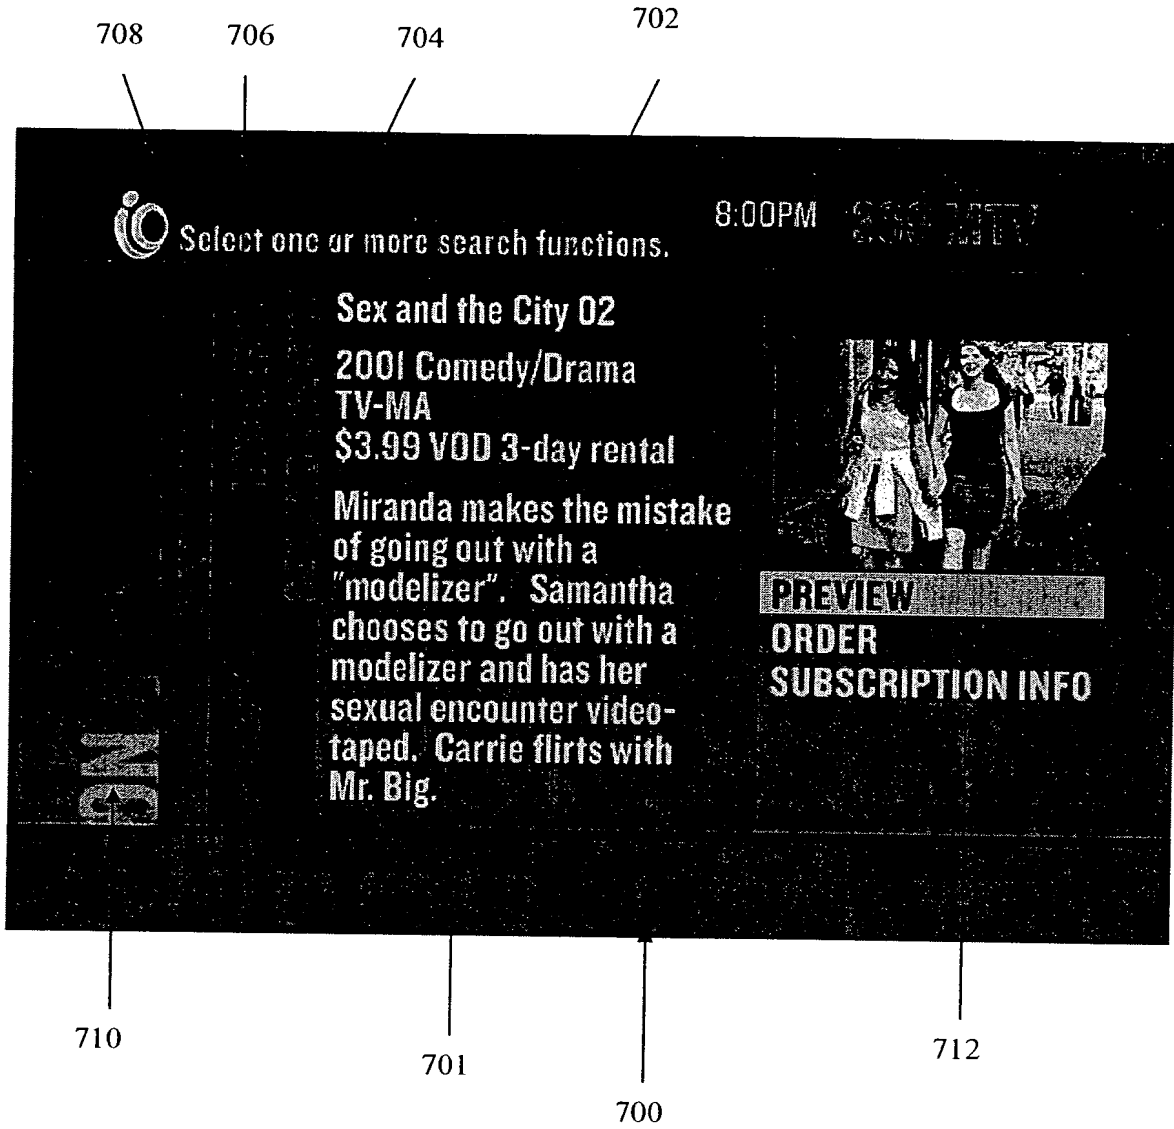 708 706 704 702
8:00PM
iO Select one or more search functions.
Sex and the City 02
2001 Comedy/Drama
TV-MA
$3.99 VOD 3-day rental
Miranda makes the mistake
of going out with a
"modelizer". Samantha
chooses to go out with a
modelizer and has her
sexual encounter video-
taped. Carrie flirts with
Mr. Big.
PREVIEW
ORDER
SUBSCRIPTION INFO
710
701
700
712